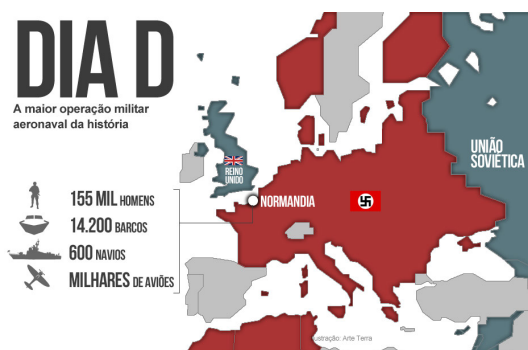 DIA D
A maior operação militar
aeronaval da história
155 MIL HOMENS
14.200 BARCOS
600 NAVIOS
MILHARES DE AVIÕES
REINO
UNIDO
NORMANDIA
UNIÃO
SOVIÉTICA
Ilustração: Arte Terra